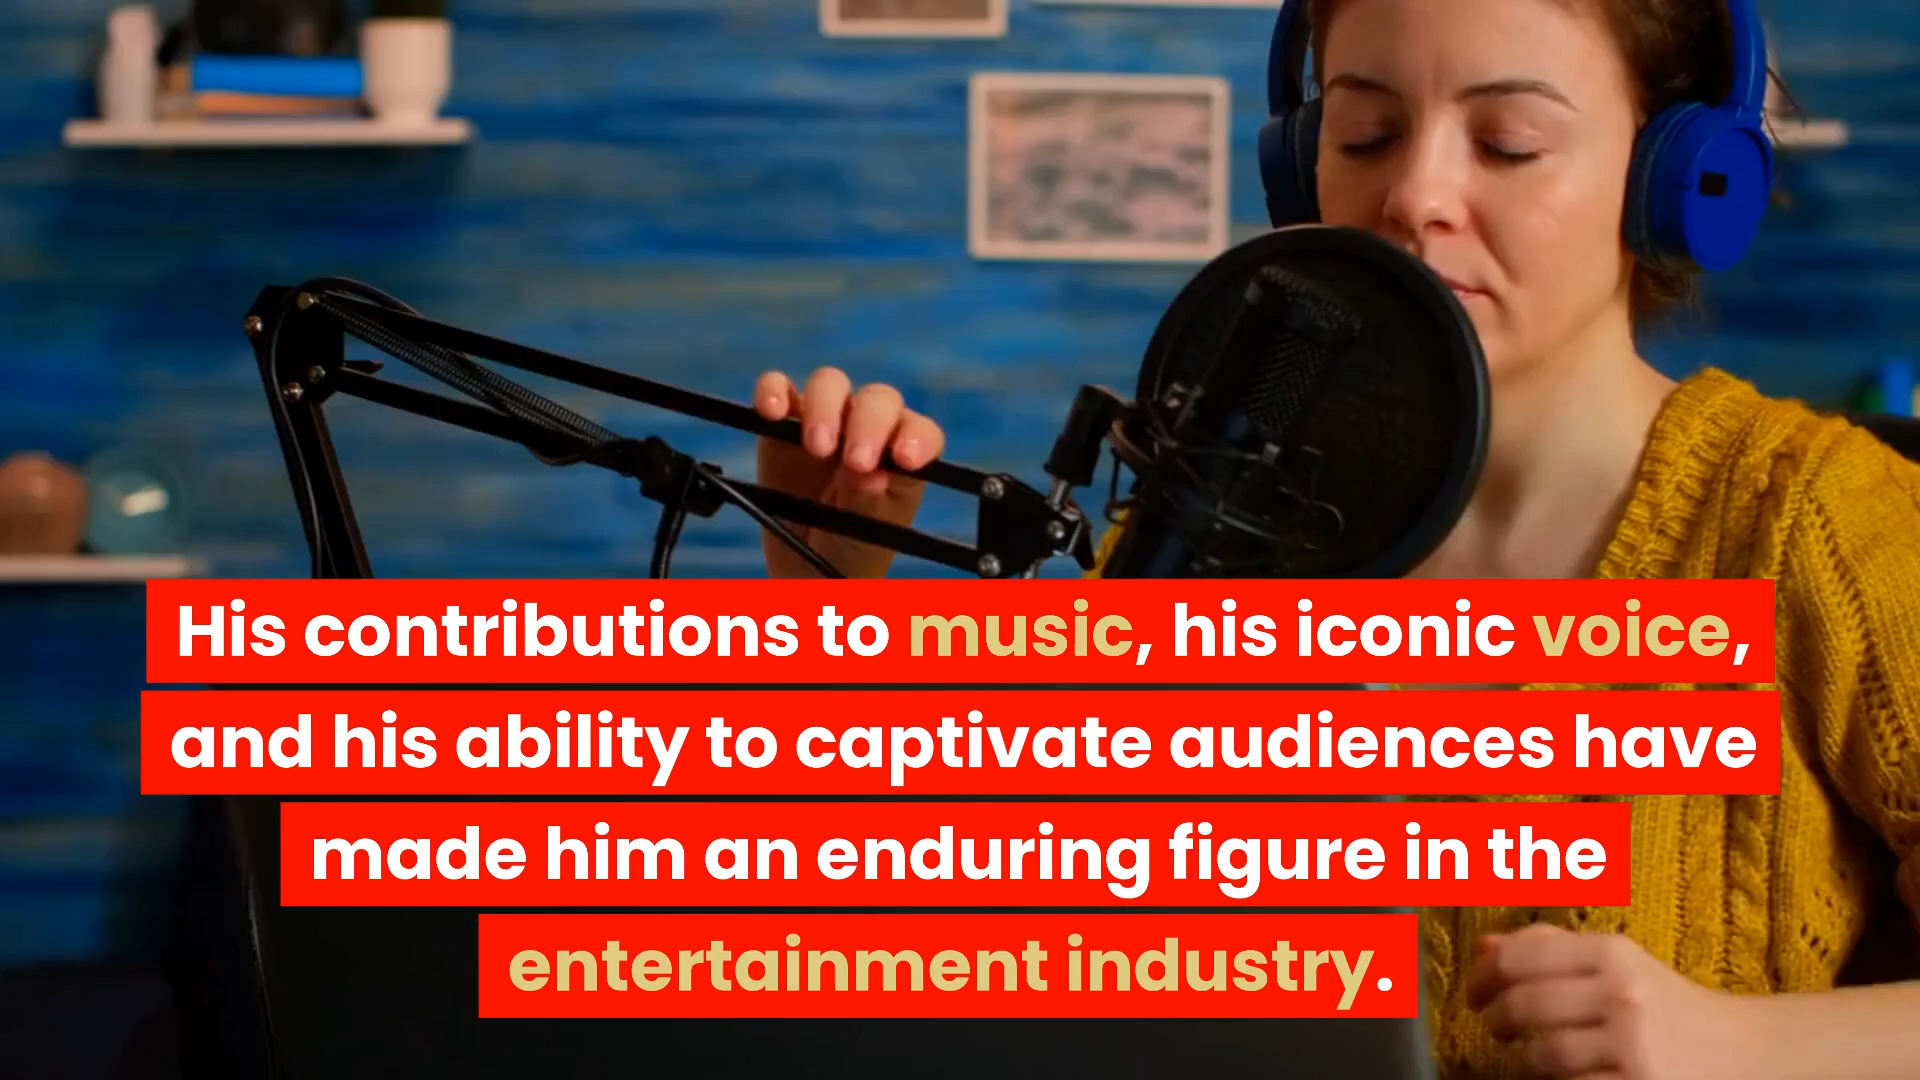 His contributions to music, his iconic voice,
and his ability to captivate audiences have
made him an enduring figure in the
entertainment industry.